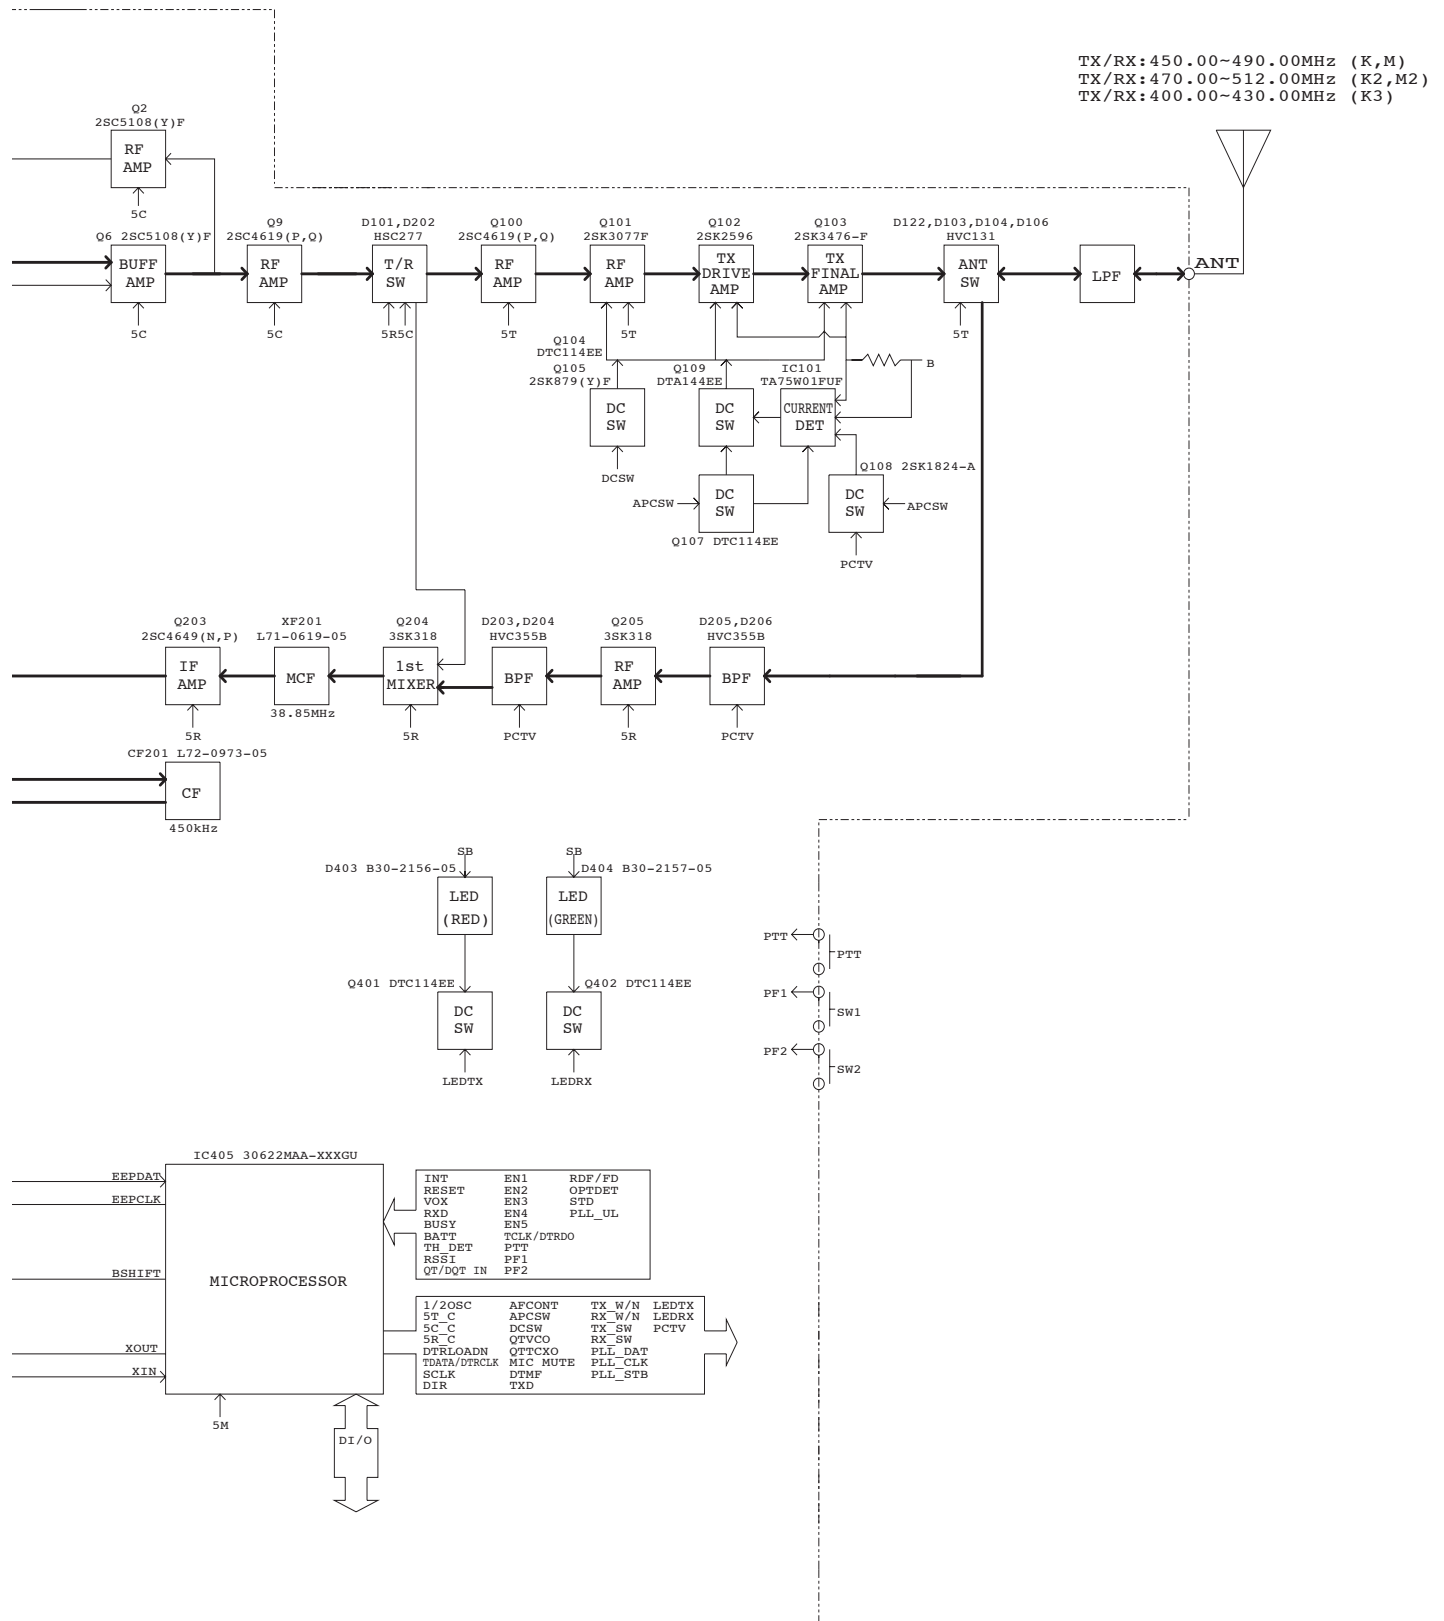 TX/RX:450.00~490.00MHz (K,M)
TX/RX:470.00~512.00MHz (K2,M2)
TX/RX:400.00~430.00MHz (K3)
Q2
2SC5108(Y)F
RF
AMP
5C
Q6 2SC5108(Y)F
BUFF
AMP
5C
Q9
2SC4619(P,Q)
RF
AMP
5C
D101,D202
HSC277
T/R
SW
5R5C
Q100
2SC4619(P,Q)
RF
AMP
5T
Q101
2SK3077F
RF
AMP
5T
Q102
2SK2596
TX
DRIVE
AMP
Q103
2SK3476-F
TX
FINAL
AMP
D122,D103,D104,D106
HVC131
ANT
SW
5T
LPF
ANT
Q104
DTC114EE
Q105
2SK879(Y)F
DC
SW
DCSW
Q109
DTA144EE
DC
SW
IC101
TA75W01FUF
CURRENT
DET
B
APCSW
DC
SW
Q107 DTC114EE
Q108 2SK1824-A
DC
SW
APCSW
PCTV
Q203
2SC4649(N,P)
IF
AMP
5R
XF201
L71-0619-05
MCF
38.85MHz
Q204
3SK318
1st
MIXER
5R
D203,D204
HVC355B
BPF
PCTV
Q205
3SK318
RF
AMP
5R
D205,D206
HVC355B
BPF
PCTV
CF201 L72-0973-05
CF
450kHz
SB
D403 B30-2156-05
LED
(RED)
Q401 DTC114EE
DC
SW
LEDTX
SB
D404 B30-2157-05
LED
(GREEN)
Q402 DTC114EE
DC
SW
LEDRX
PTT
PTT
PF1
SW1
PF2
SW2
IC405 30622MAA-XXXGU
EEPDAT
EEPCLK
BSHIFT
MICROPROCESSOR
XOUT
XIN
5M
DI/O
INT EN1 RDF/FD
RESET EN2 OPTDET
VOX EN3 STD
RXD EN4 PLL_UL
BUSY EN5
BATT TCLK/DTRDO
TH_DET PTT
RSSI PF1
QT/DQT IN PF2
1/2OSC AFCONT TX_W/N LEDTX
5T_C APCSW RX_W/N LEDRX
5C_C DCSW TX_SW PCTV
5R_C QTVCO RX_SW
DTRLOADN QTTCXO PLL_DAT
TDATA/DTRCLK MIC MUTE PLL_CLK
SCLK DTMF PLL_STB
DIR TXD